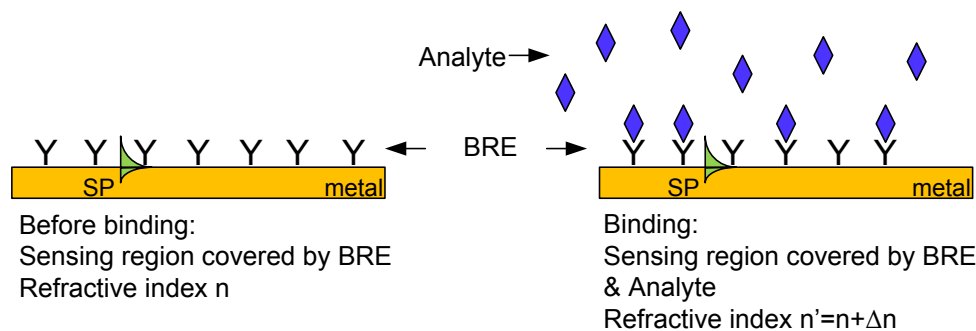 Analyte
Y Y Y Y Y Y Y
BRE
Y Y Y Y Y Y
SP
metal
SP
metal
Before binding:
Sensing region covered by BRE
Refractive index n
Binding:
Sensing region covered by BRE
& Analyte
Refractive index n’=n+Δn